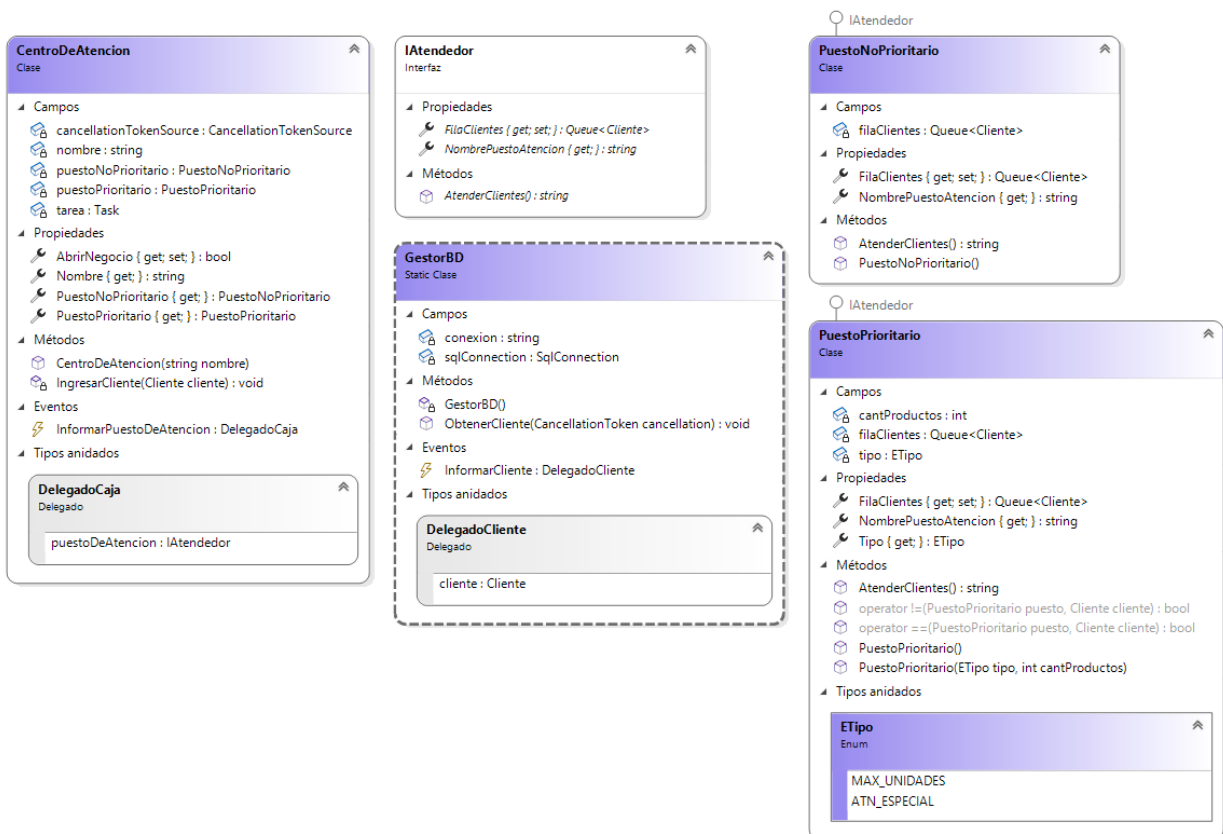 CentroDeAtencion
Clase
Campos
cancellationTokenSource : CancellationTokenSource
nombre : string
puestoNoPrioritario : PuestoNoPrioritario
puestoPrioritario : PuestoPrioritario
tarea : Task
Propiedades
AbrirNegocio { get; set; } : bool
Nombre { get; } : string
PuestoNoPrioritario { get; } : PuestoNoPrioritario
PuestoPrioritario { get; } : PuestoPrioritario
Métodos
CentroDeAtencion(string nombre)
IngresarCliente(Cliente cliente) : void
Eventos
InformarPuestoDeAtencion : DelegadoCaja
Tipos anidados
DelegadoCaja
Delegado
puestoDeAtencion : IAtendedor
IAtendedor
Interfaz
Propiedades
FilaClientes { get; set; } : Queue<Cliente>
NombrePuestoAtencion { get; } : string
Métodos
AtenderClientes() : string
GestorBD
Static Clase
Campos
conexion : string
sqlConnection : SqlConnection
Métodos
GestorBD()
ObtenerCliente(CancellationToken cancellation) : void
Eventos
InformarCliente : DelegadoCliente
Tipos anidados
DelegadoCliente
Delegado
cliente : Cliente
IAtendedor
PuestoNoPrioritario
Clase
Campos
filaClientes : Queue<Cliente>
Propiedades
FilaClientes { get; set; } : Queue<Cliente>
NombrePuestoAtencion { get; } : string
Métodos
AtenderClientes() : string
PuestoNoPrioritario()
IAtendedor
PuestoPrioritario
Clase
Campos
cantProductos : int
filaClientes : Queue<Cliente>
tipo : ETipo
Propiedades
FilaClientes { get; set; } : Queue<Cliente>
NombrePuestoAtencion { get; } : string
Tipo { get; } : ETipo
Métodos
AtenderClientes() : string
operator !=(PuestoPrioritario puesto, Cliente cliente) : bool
operator ==(PuestoPrioritario puesto, Cliente cliente) : bool
PuestoPrioritario()
PuestoPrioritario(ETipo tipo, int cantProductos)
Tipos anidados
ETipo
Enum
MAX_UNIDADES
ATN_ESPECIAL